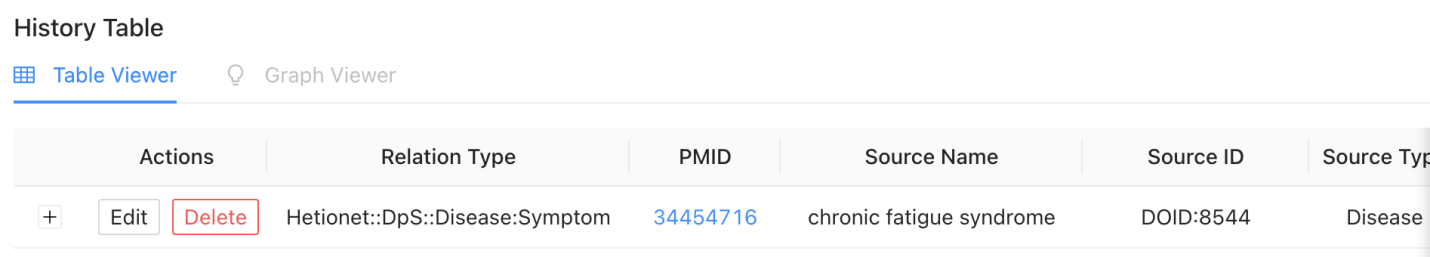 History Table
Table Viewer Graph Viewer
Actions Relation Type PMID Source Name Source ID Source Typ
Edit Delete Hetionet::DpS::Disease:Symptom 34454716 chronic fatigue syndrome DOID:8544 Disease